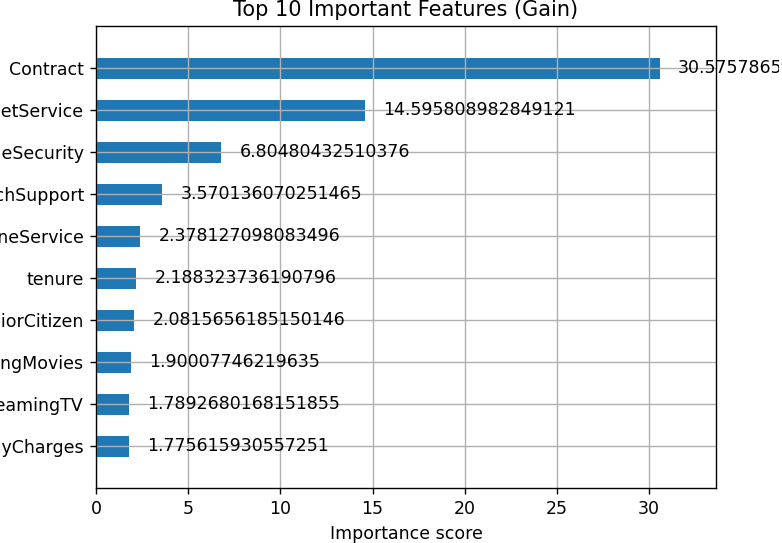 Top 10 Important Features (Gain)
Contract 30.5757865
etService 14.595808982849121
eSecurity 6.80480432510376
chSupport 3.570136070251465
neService 2.378127098083496
tenure 2.188323736190796
iorCitizen 2.0815656185150146
ngMovies 1.90007746219635
eamingTV 1.7892680168151855
yCharges 1.775615930557251
0 5 10 15 20 25 30
Importance score